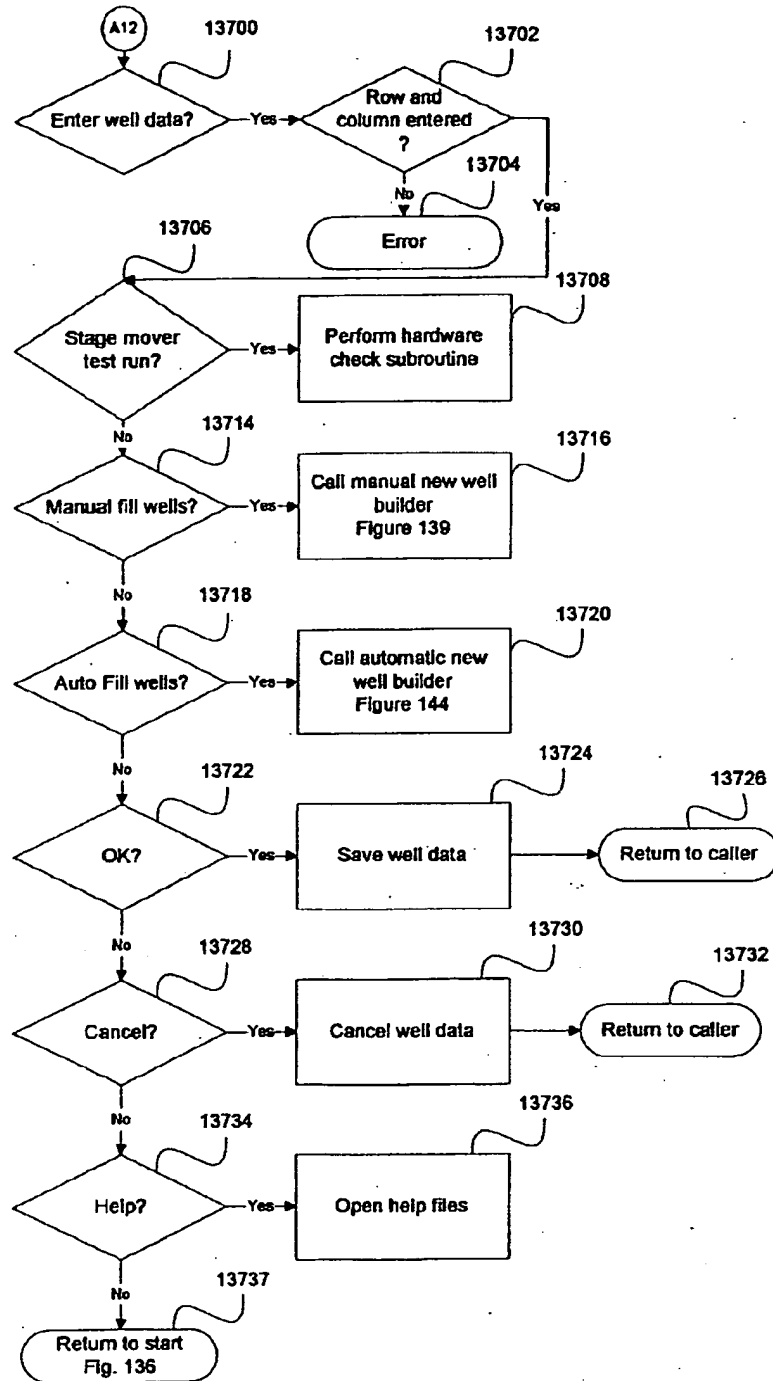 A12
13700
13702
Enter well data?
Yes
Row and
column entered
?
13704
No
Yes
Error
13706
13708
Stage mover
test run?
Yes
Perform hardware
check subroutine
No
13714
13716
Manual fill wells?
Yes
Call manual new well
builder
Figure 139
No
13718
13720
Auto Fill wells?
Yes
Call automatic new
well builder
Figure 144
No
13722
13724
13726
OK?
Yes
Save well data
Return to caller
No
13728
13730
13732
Cancel?
Yes
Cancel well data
Return to caller
No
13734
13736
Help?
Yes
Open help files
No
13737
Return to start
Fig. 136